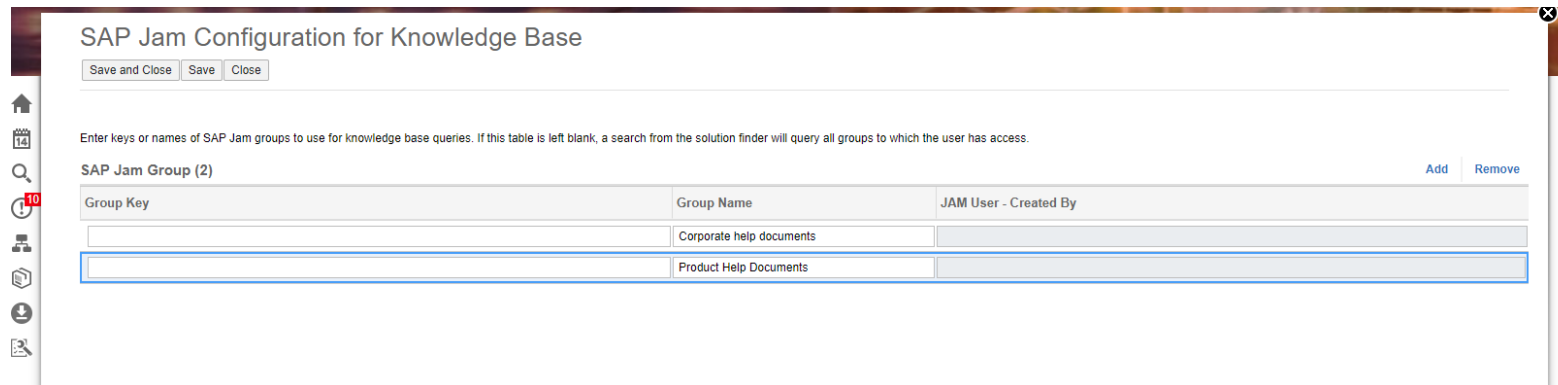 SAP Jam Configuration for Knowledge Base
Save and Close Save Close
14
Enter keys or names of SAP Jam groups to use for knowledge base queries. If this table is left blank, a search from the solution finder will query all groups to which the user has access.
SAP Jam Group (2) Add Remove
10
Group Key Group Name JAM User - Created By
Corporate help documents
Product Help Documents